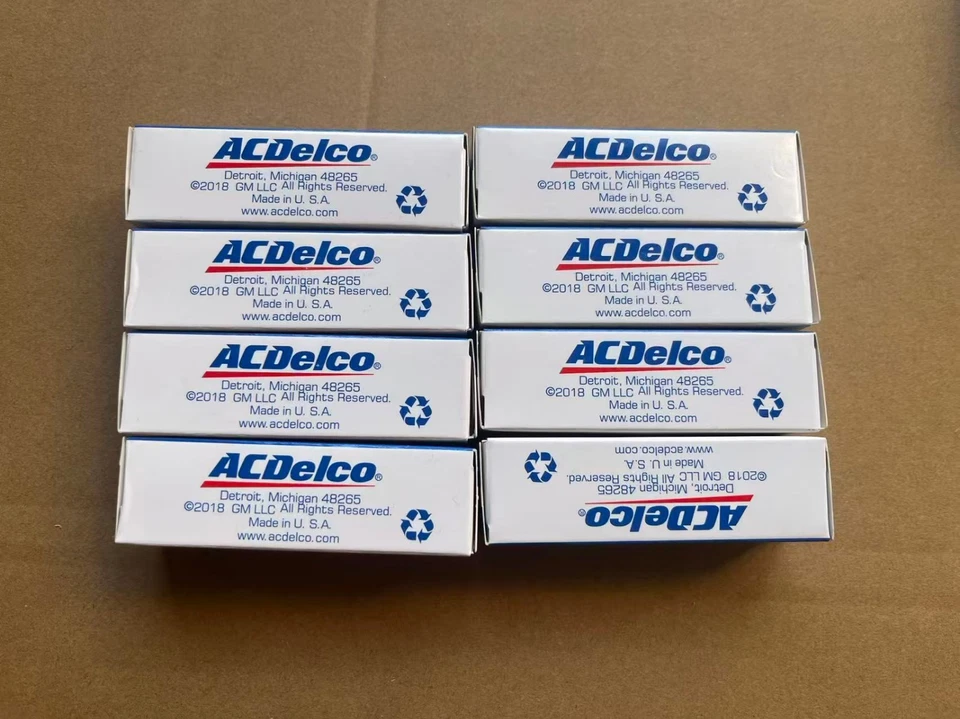 ACDelco®
Detroit, Michigan 48265
©2018 GM LLC All Rights Reserved.
Made in U. S.A.
www.acdelco.com
ACDelco®
Detroit, Michigan 48265
©2018 GM LLC All Rights Reserved.
Made in U. S.A.
www.acdelco.com
ACDelco®
Detroit, Michigan 48265
©2018 GM LLC All Rights Reserved.
Made in U. S.A.
www.acdelco.com
ACDelco®
Detroit, Michigan 48265
©2018 GM LLC All Rights Reserved.
Made in U. S.A.
www.acdelco.com
ACDelco®
Detroit, Michigan 48265
©2018 GM LLC All Rights Reserved.
Made in U. S.A.
www.acdelco.com
ACDelco®
Detroit, Michigan 48265
©2018 GM LLC All Rights Reserved.
Made in U. S.A.
www.acdelco.com
ACDelco®
Detroit, Michigan 48265
©2018 GM LLC All Rights Reserved.
Made in U. S.A.
www.acdelco.com
ACDelco®
Detroit, Michigan 48265
©2018 GM LLC All Rights Reserved.
Made in U. S.A.
www.acdelco.com